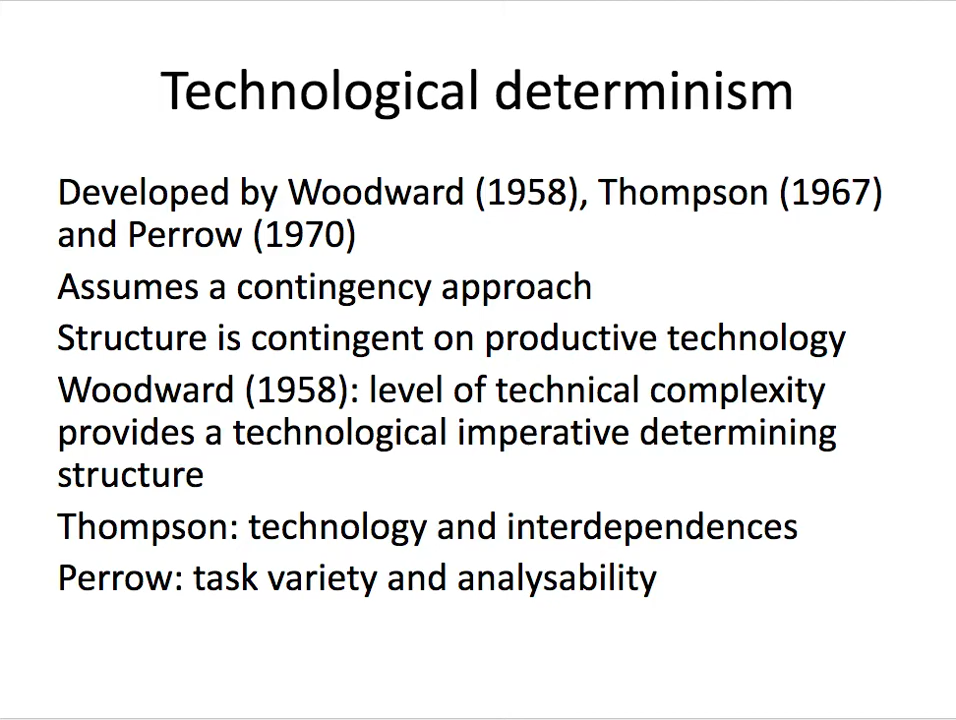 Technological determinism
Developed by Woodward (1958), Thompson (1967)
and Perrow (1970)
Assumes a contingency approach
Structure is contingent on productive technology
Woodward (1958): level of technical complexity
provides a technological imperative determining
structure
Thompson: technology and interdependences
Perrow: task variety and analysability